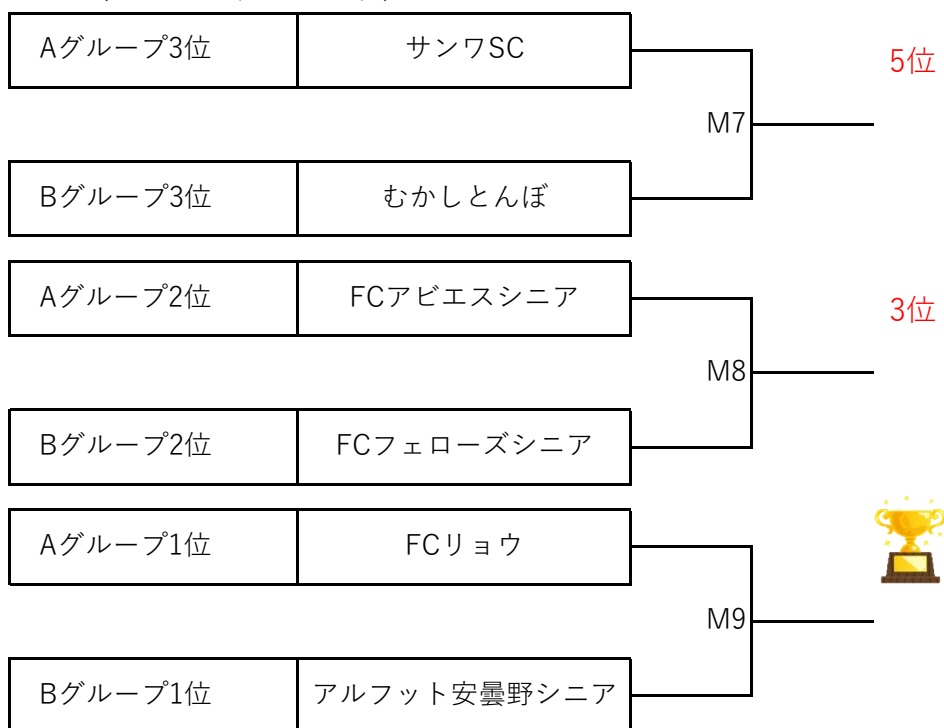 Aグループ3位 サンワSC
5位
M7
Bグループ3位 むかしとんぼ
Aグループ2位 FCアビエスシニア
3位
M8
Bグループ2位 FCフェローズシニア
Aグループ1位 FCリョウ
M9
Bグループ1位 アルフット安曇野シニア